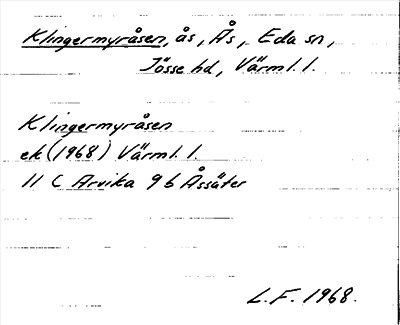 Klingermyråsen, ås, Ås, Eda sn,
Jösse hd, Värml. l.
Klingermyråsen
ek (1968) Värml. l.
11 C Arvika 9 b Åssäter
L.F. 1968.